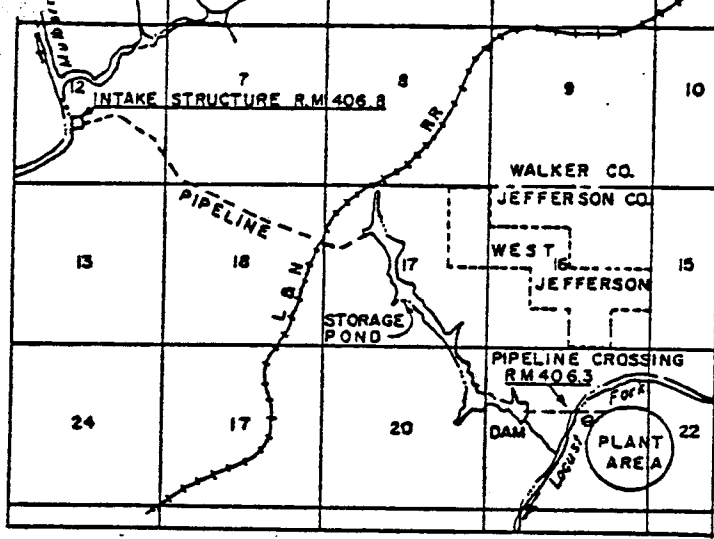 7
8
9
10
12
INTAKE STRUCTURE R.M 406.8
RR
WALKER CO.
JEFFERSON CO.
PIPELINE
13
18
L & N
17
WEST 16
15
JEFFERSON
STORAGE
POND
PIPELINE CROSSING
RM 406.3
Fork
24
17
20
DAM
Locust
PLANT
AREA
22